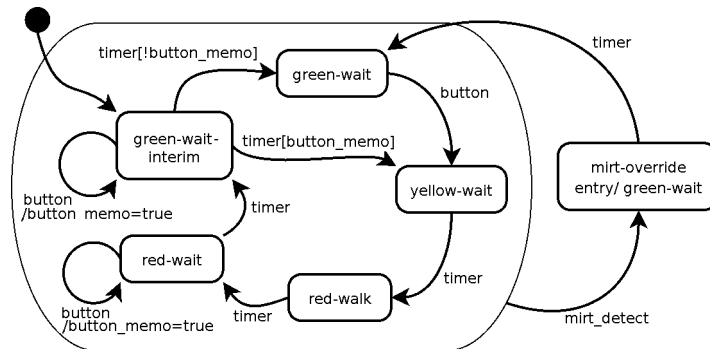 timer[!button_memo]
timer
green-wait
button
green-wait-
interim
timer[button_memo]
mirt-override
entry/ green-wait
yellow-wait
button
/button memo=true
timer
red-wait
timer
red-walk
button
/button_memo=true
timer
mirt_detect